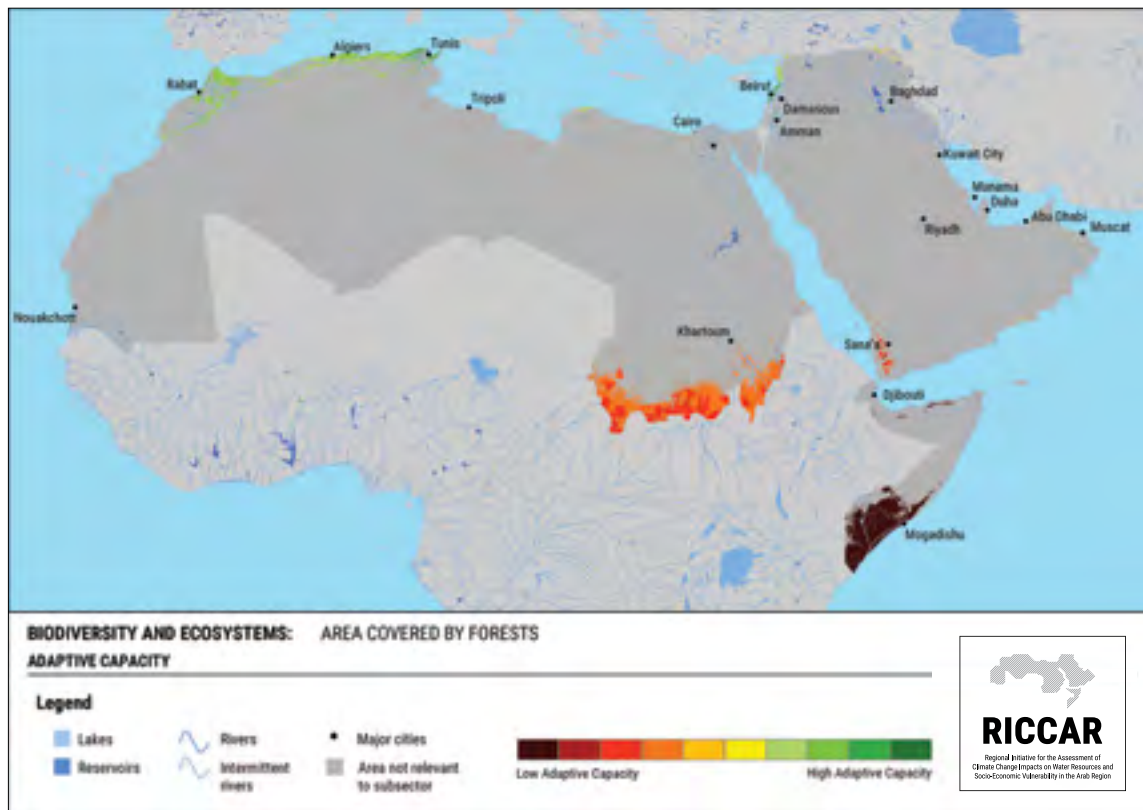 Algiers
Tunis
Rabat
Tripoli
Beirut
Damascus
Baghdad
Cairo
Amman
Kuwait City
Manama
Doha
Abu Dhabi
Muscat
Riyadh
Nouakchott
Khartoum
Sana'a
Djibouti
Mogadishu
BIODIVERSITY AND ECOSYSTEMS: AREA COVERED BY FORESTS
ADAPTIVE CAPACITY
Legend
Lakes
Rivers
Major cities
Reservoirs
Intermittent
rivers
Area not relevant
to subsector
Low Adaptive Capacity
High Adaptive Capacity
RICCAR
Regional Initiative for the Assessment of
Climate Change Impacts on Water Resources and
Socio-Economic Vulnerability in the Arab Region